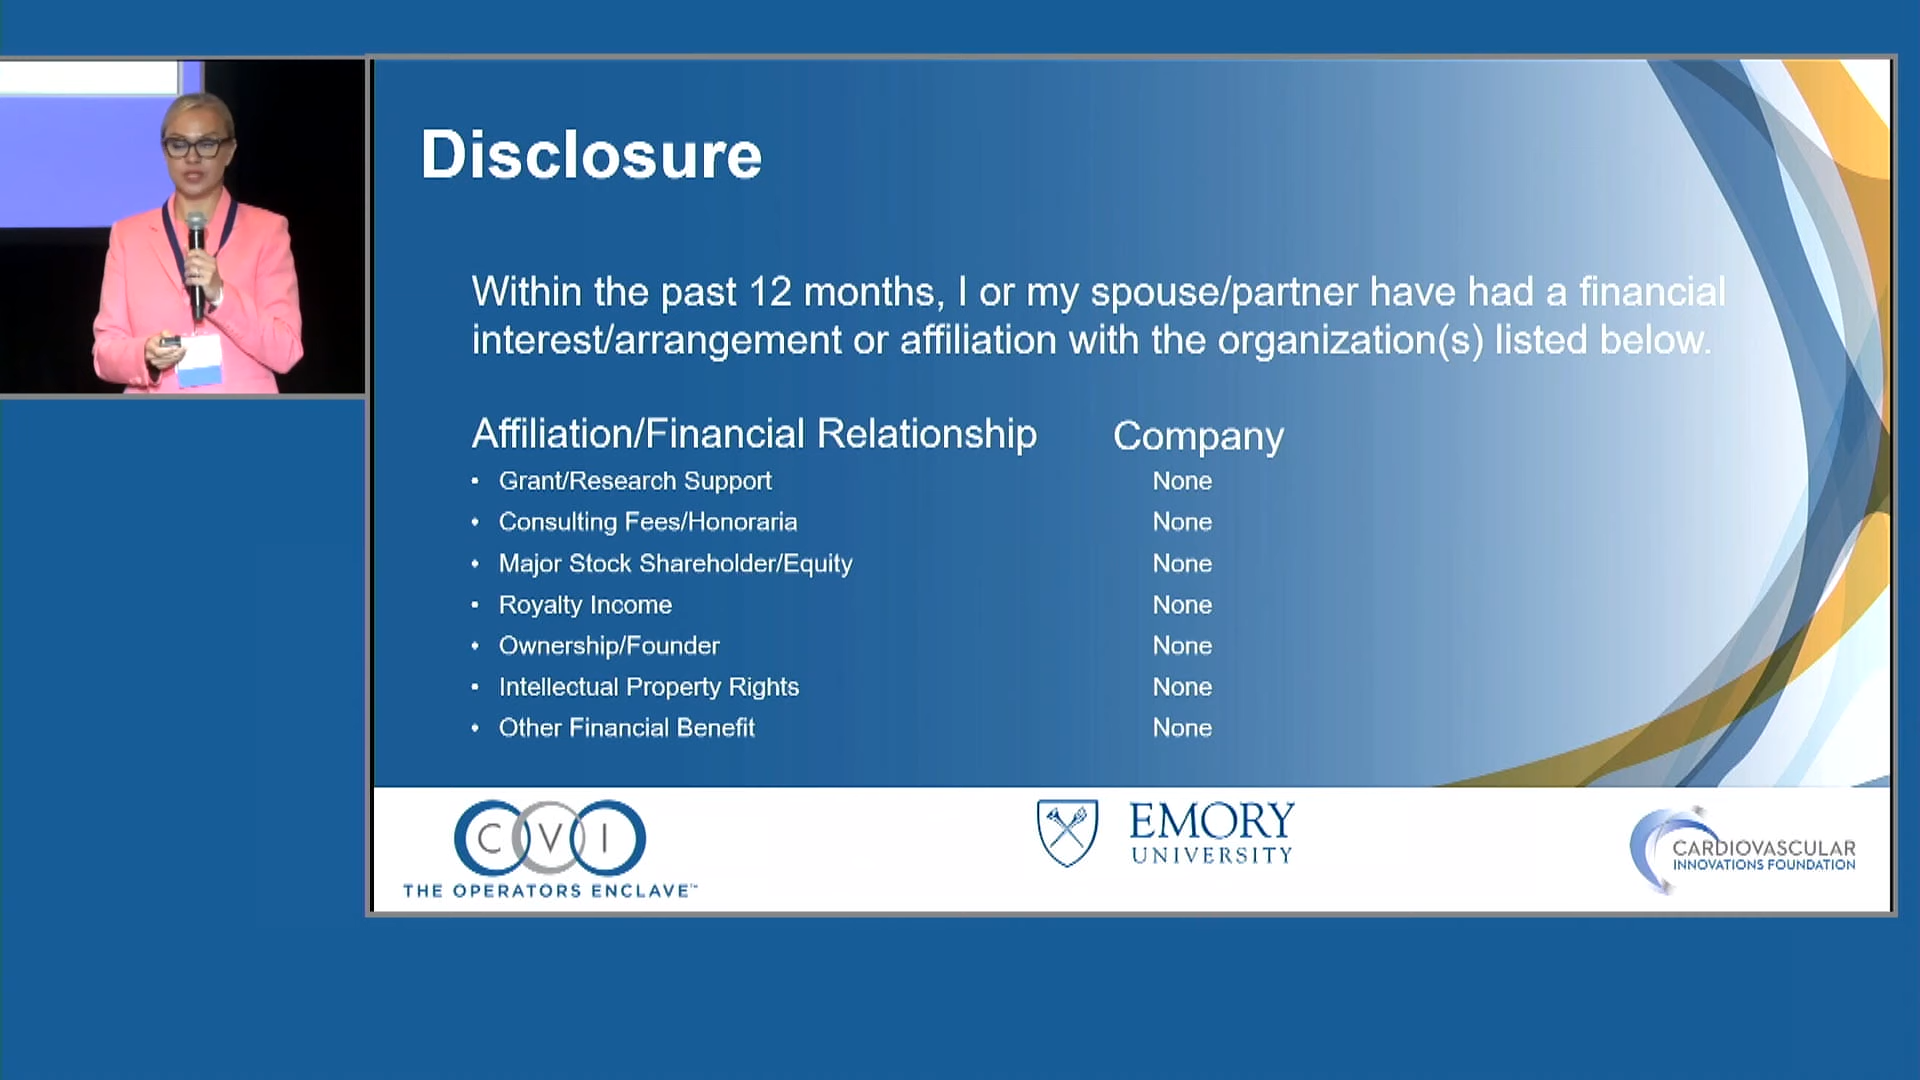 Disclosure
Within the past 12 months, I or my spouse/partner have had a financial
interest/arrangement or affiliation with the organization(s) listed below.
Affiliation/Financial Relationship Company
• Grant/Research Support None
• Consulting Fees/Honoraria None
• Major Stock Shareholder/Equity None
• Royalty Income None
• Ownership/Founder None
• Intellectual Property Rights None
• Other Financial Benefit None
CVI
THE OPERATORS ENCLAVE™
EMORY
UNIVERSITY
CARDIOVASCULAR
INNOVATIONS FOUNDATION